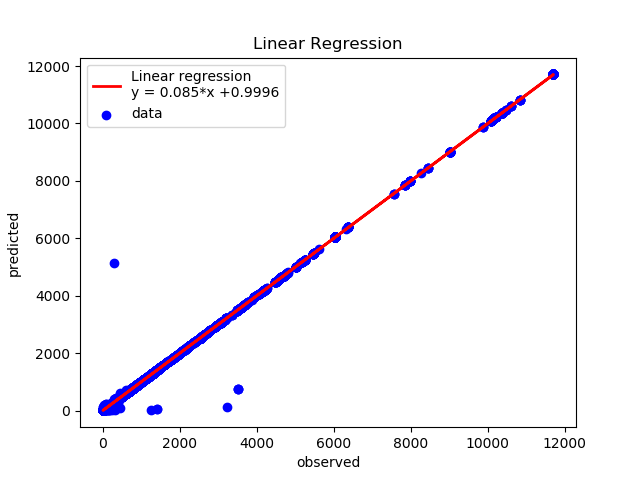 Linear Regression
Linear regression
y = 0.085*x +0.9996
data
12000
10000
8000
6000
4000
2000
0
predicted
0 2000 4000 6000 8000 10000 12000
observed